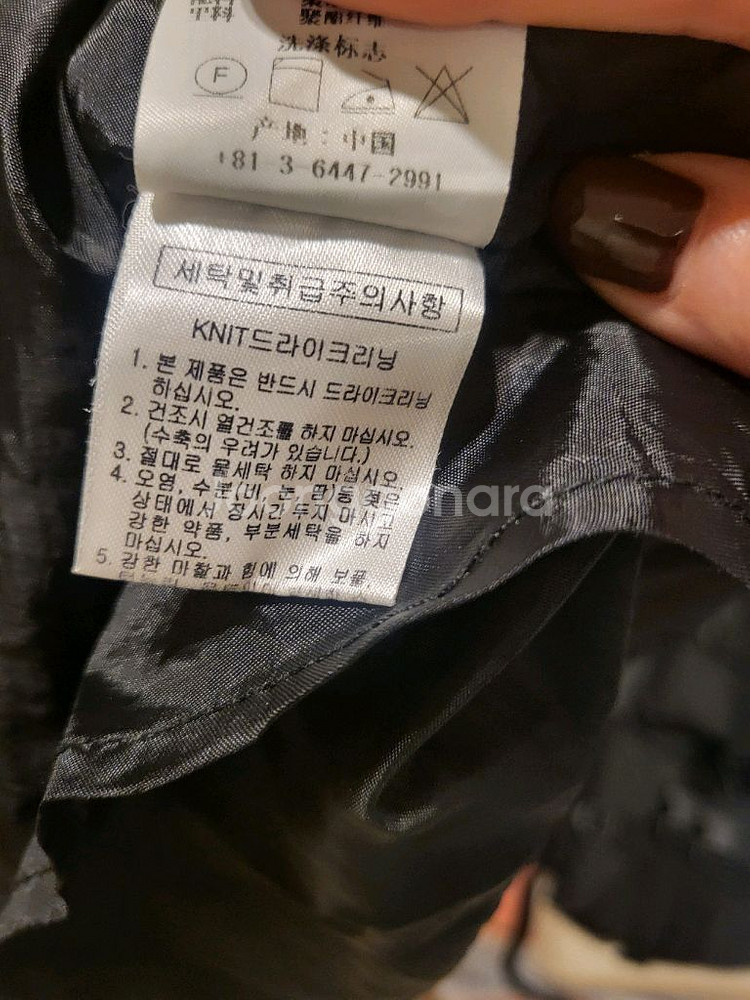 聚酯纤维
洗涤标志
F
产地：中国
+81 3-6447-2991
세탁및취급주의사항
KNIT드라이크리닝
1. 본 제품은 반드시 드라이크리닝
하십시오.
2. 건조시 열건조를 하지 마십시오.
(수축의 우려가 있습니다.)
3. 절대로 물세탁 하지 마십시오.
4. 오염, 수분(비, 눈, 땀)등 젖은
상태에서 장시간 두지 마시고
강한 약품, 부분세탁을 하지
마십시오.
5. 강한 마찰과 힘에 의해 보풀,